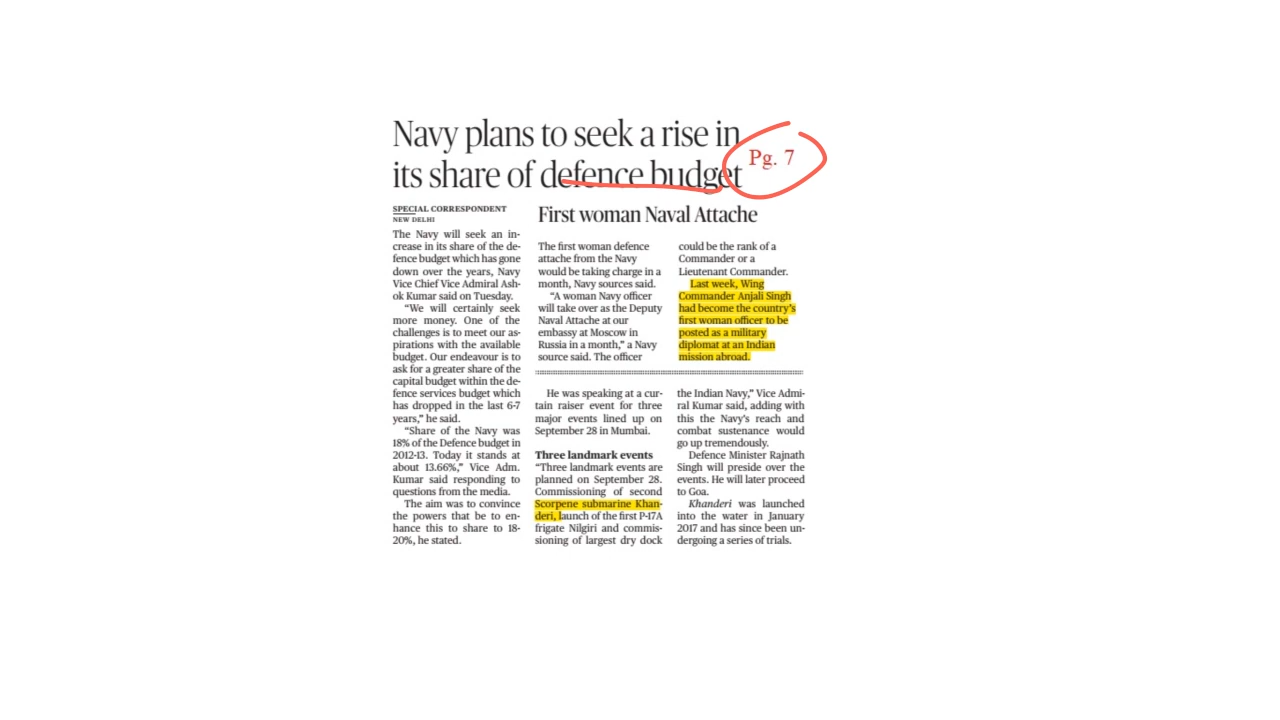 Navy plans to seek a rise in
its share of defence budget
Pg. 7
SPECIAL CORRESPONDENT
NEW DELHI
The Navy will seek an in-
crease in its share of the de-
fence budget which has gone
down over the years, Navy
Vice Chief Vice Admiral Ash-
ok Kumar said on Tuesday.
“We will certainly seek
more money. One of the
challenges is to meet our as-
pirations with the available
budget. Our endeavour is to
ask for a greater share of the
capital budget within the de-
fence services budget which
has dropped in the last 6-7
years,” he said.
“Share of the Navy was
18% of the Defence budget in
2012-13. Today it stands at
about 13.66%,” Vice Adm.
Kumar said responding to
questions from the media.
The aim was to convince
the powers that be to en-
hance this to share to 18-
20%, he stated.
First woman Naval Attache
The first woman defence
attache from the Navy
would be taking charge in a
month, Navy sources said.
“A woman Navy officer
will take over as the Deputy
Naval Attache at our
embassy at Moscow in
Russia in a month,” a Navy
source said. The officer
could be the rank of a
Commander or a
Lieutenant Commander.
Last week, Wing
Commander Anjali Singh
had become the country’s
first woman officer to be
posted as a military
diplomat at an Indian
mission abroad.
He was speaking at a cur-
tain raiser event for three
major events lined up on
September 28 in Mumbai.
Three landmark events
“Three landmark events are
planned on September 28.
Commissioning of second
Scorpene submarine Khan-
deri, launch of the first P-17A
frigate Nilgiri and commis-
sioning of largest dry dock
the Indian Navy,” Vice Admi-
ral Kumar said, adding with
this the Navy’s reach and
combat sustenance would
go up tremendously.
Defence Minister Rajnath
Singh will preside over the
events. He will later proceed
to Goa.
Khanderi was launched
into the water in January
2017 and has since been un-
dergoing a series of trials.